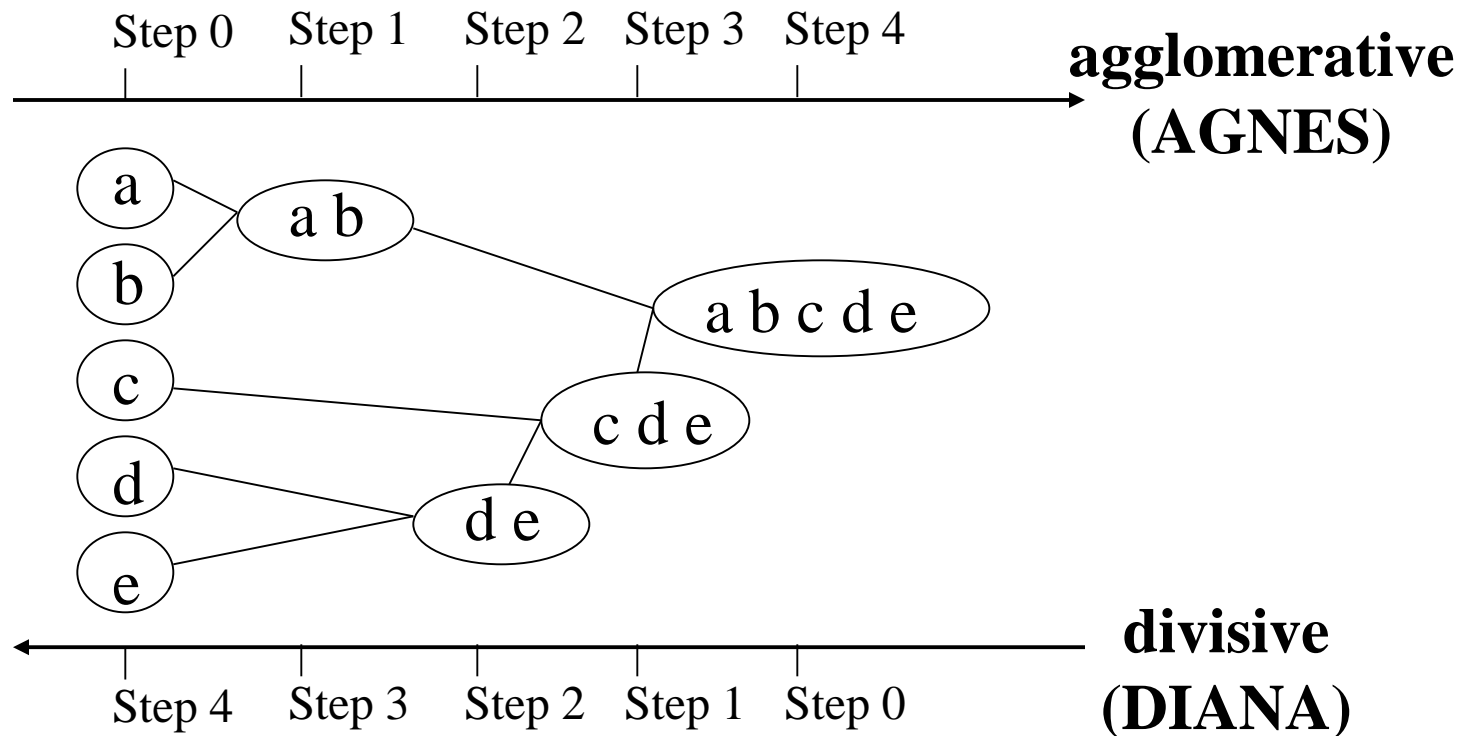 Step 0 Step 1 Step 2 Step 3 Step 4
agglomerative
(AGNES)
a
a b
b
a b c d e
c
c d e
d
d e
e
divisive
(DIANA)
Step 4 Step 3 Step 2 Step 1 Step 0